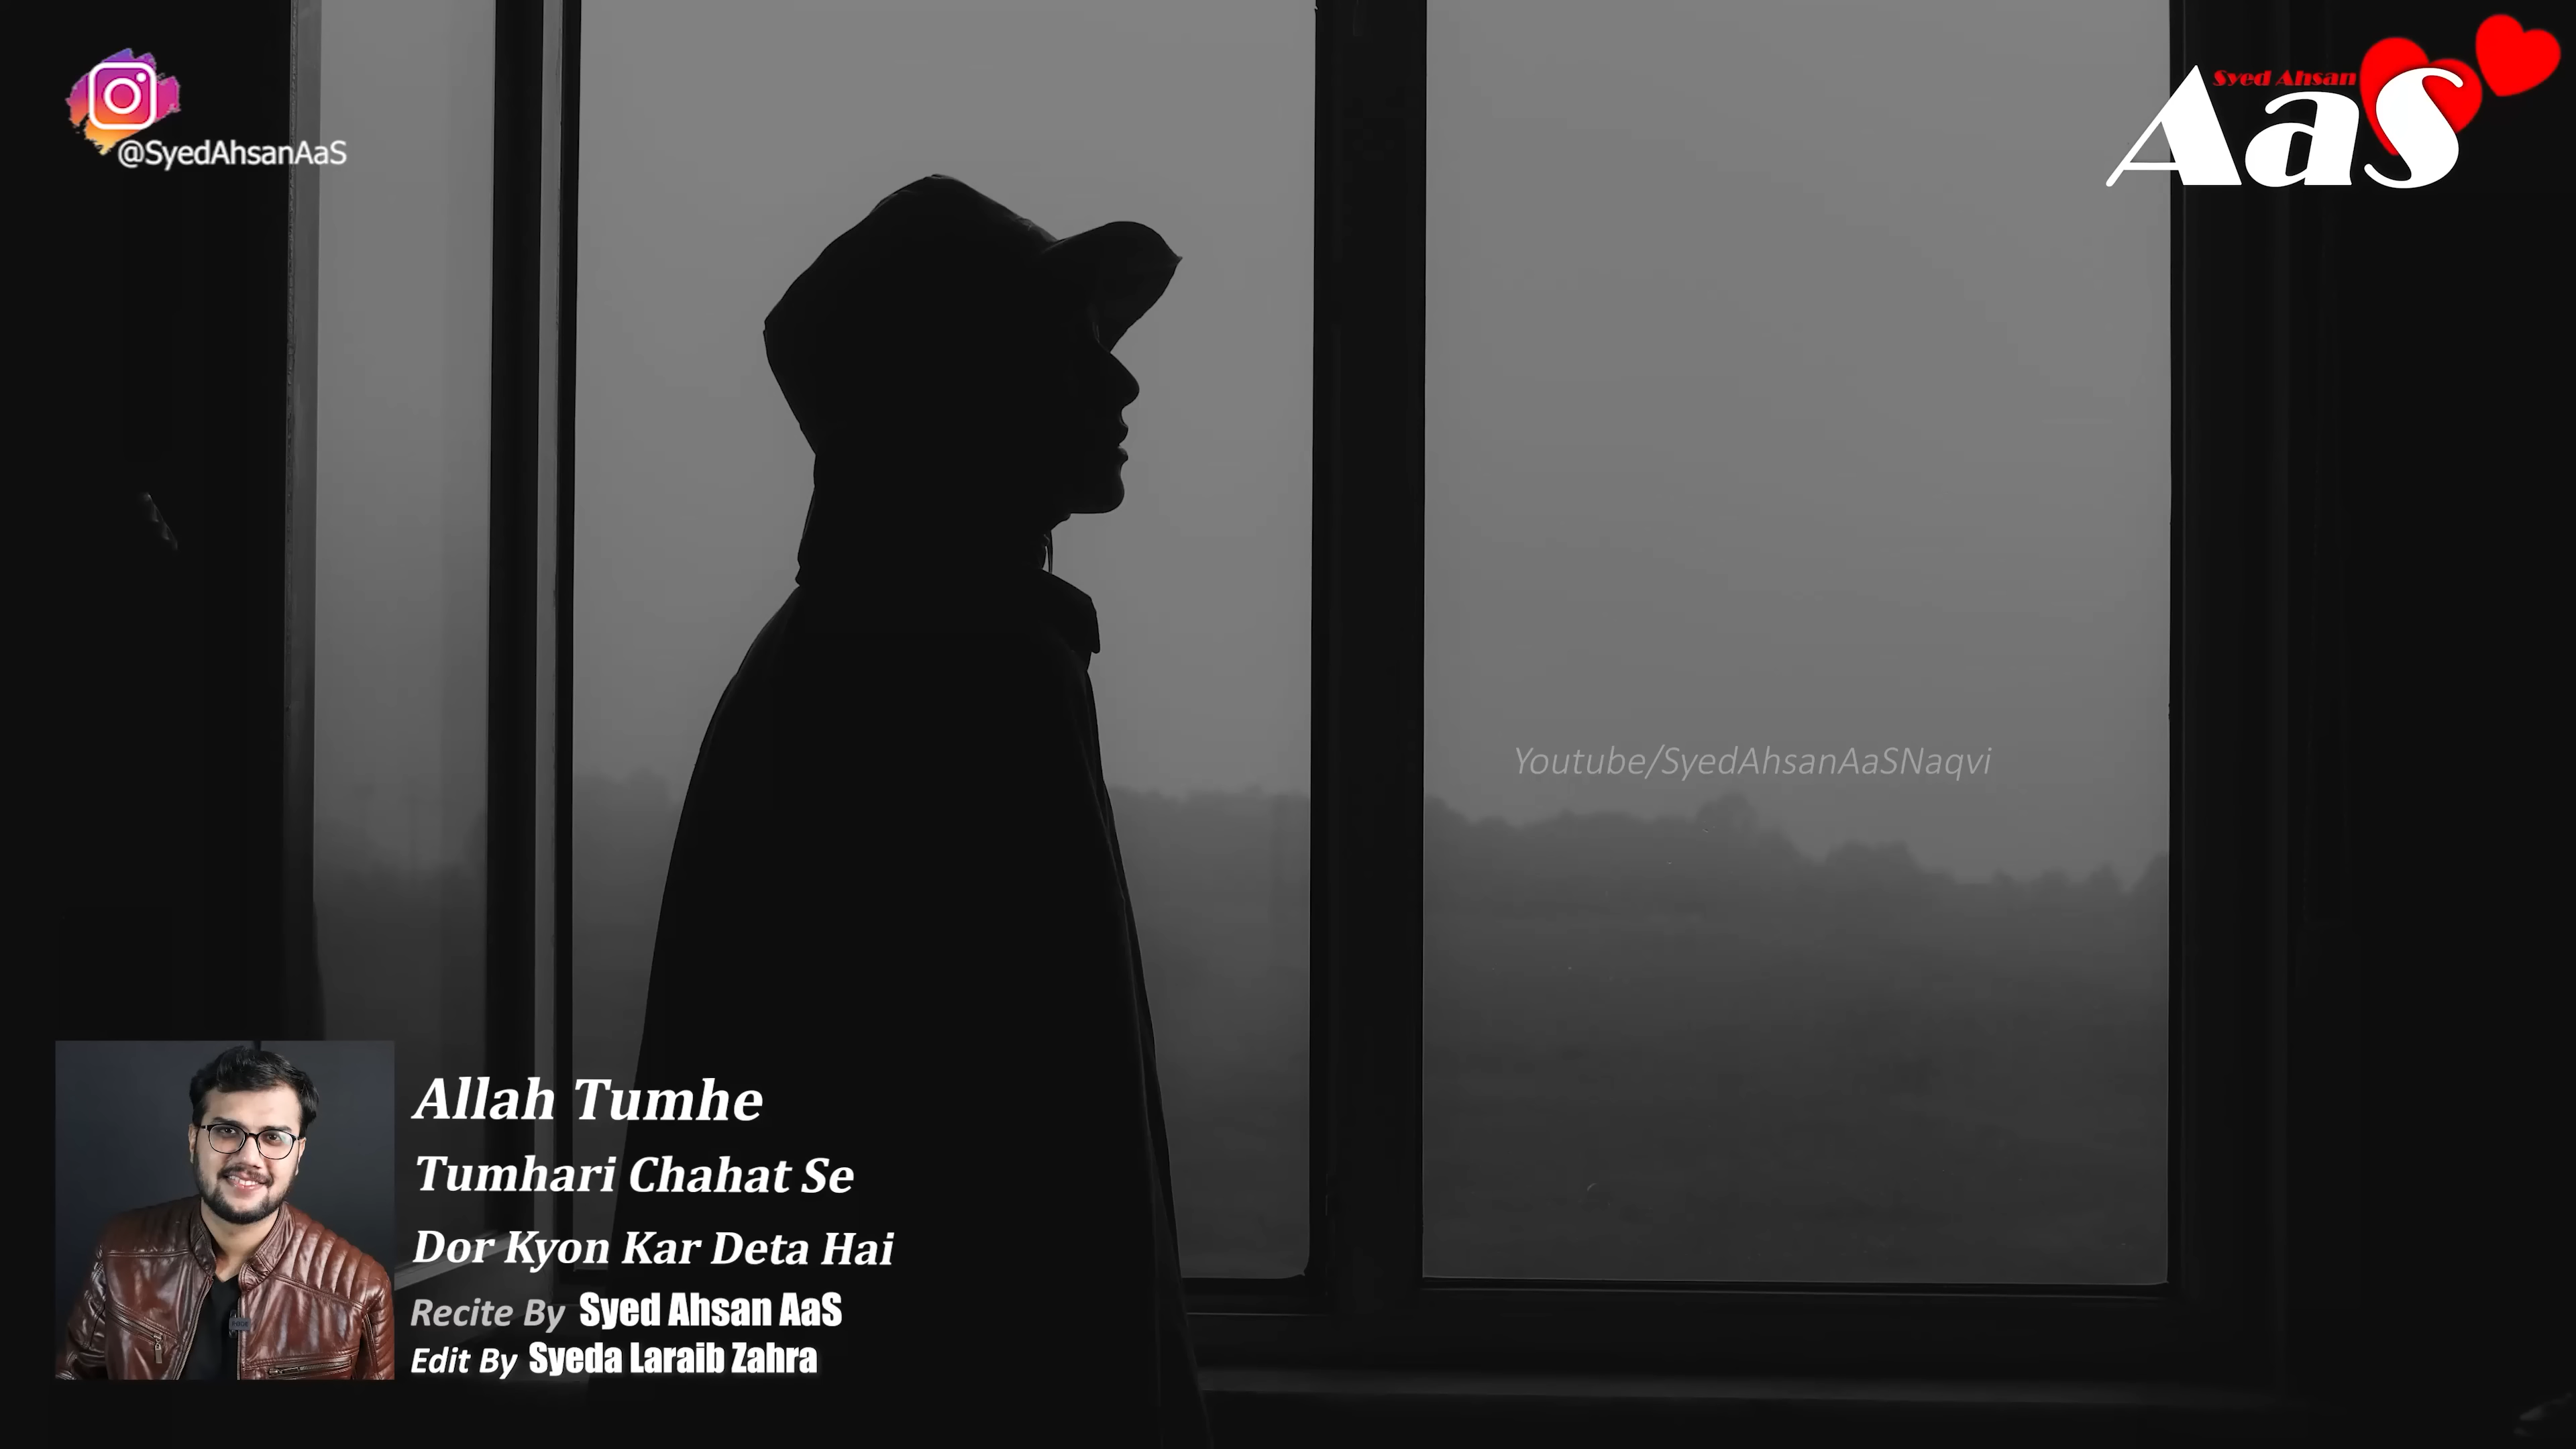 @SyedAhsanAaS
Syed Ahsan
AaS
Youtube/SyedAhsanAaSNaqvi
Allah Tumhe
Tumhari Chahat Se
Dor Kyon Kar Deta Hai
Recite By Syed Ahsan AaS
Edit By Syeda Laraib Zahra